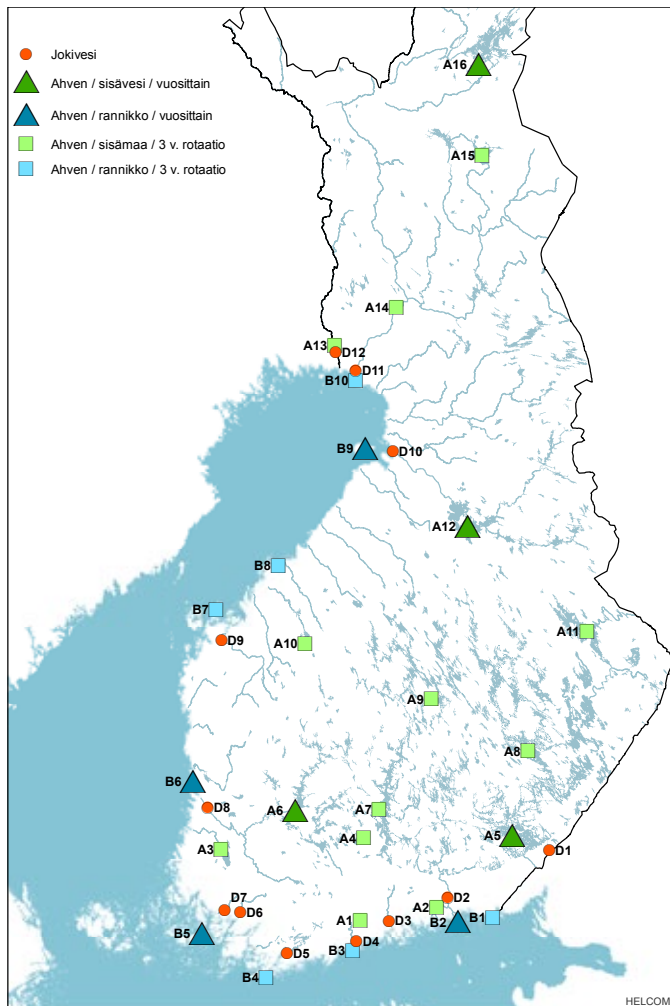 Jokivesi
Ahven / sisävesi / vuosittain
Ahven / rannikko / vuosittain
Ahven / sisämaa / 3 v. rotaatio
Ahven / rannikko / 3 v. rotaatio
A16
A15
A14
A13
D12
D11
B10
B9
D10
A12
B8
B7
D9
A10
A11
A9
A8
B6
D8
A6
A7
A5
A4
A3
D1
D7
D6
D2
A2
B1
B5
A1
D3
B2
D4
D5
B3
B4
HELCOM